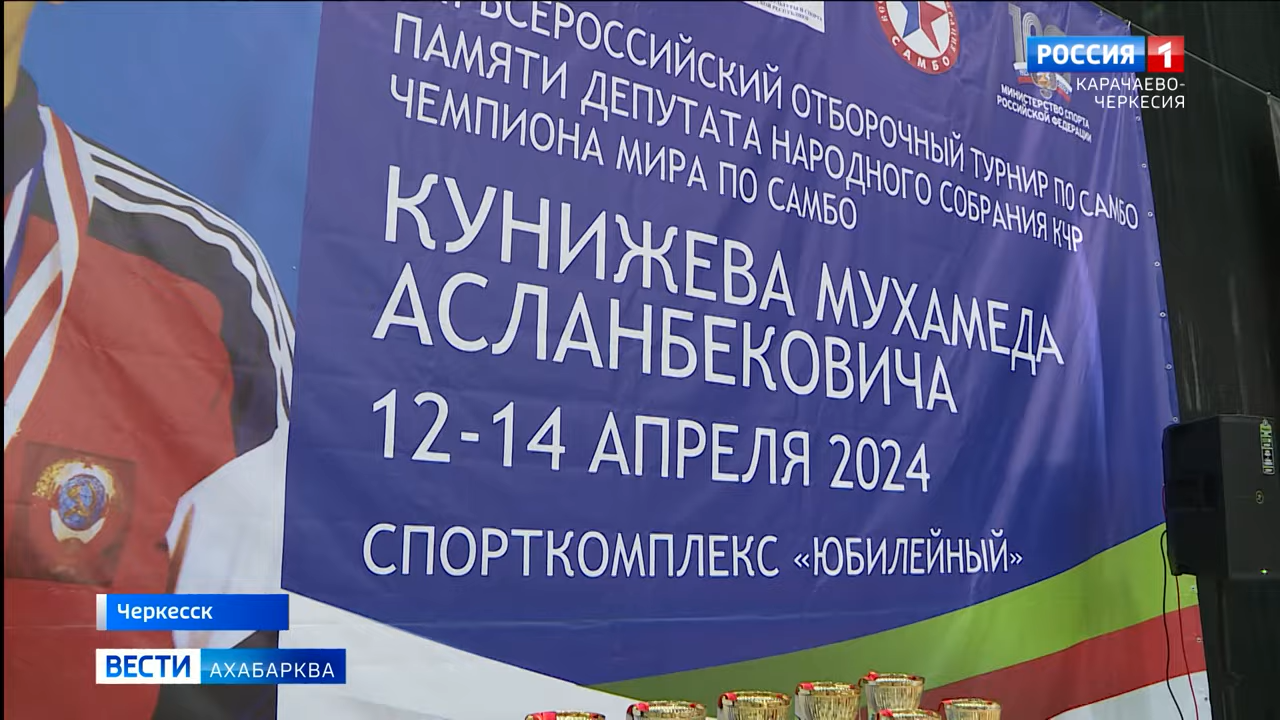 ВСЕРОССИЙСКИЙ ОТБОРОЧНЫЙ ТУРНИР ПО САМБО
ПАМЯТИ ДЕПУТАТА НАРОДНОГО СОБРАНИЯ КЧР
ЧЕМПИОНА МИРА ПО САМБО
КУНИЖЕВА МУХАМЕДА
АСЛАНБЕКОВИЧА
12-14 АПРЕЛЯ 2024
СПОРТКОМПЛЕКС «ЮБИЛЕЙНЫЙ»
САМБО
МИНИСТЕРСТВО СПОРТА
РОССИЙСКОЙ ФЕДЕРАЦИИ
РОССИЯ 1
КАРАЧАЕВО-
ЧЕРКЕСИЯ
Черкесск
ВЕСТИ АХАБАРКВА